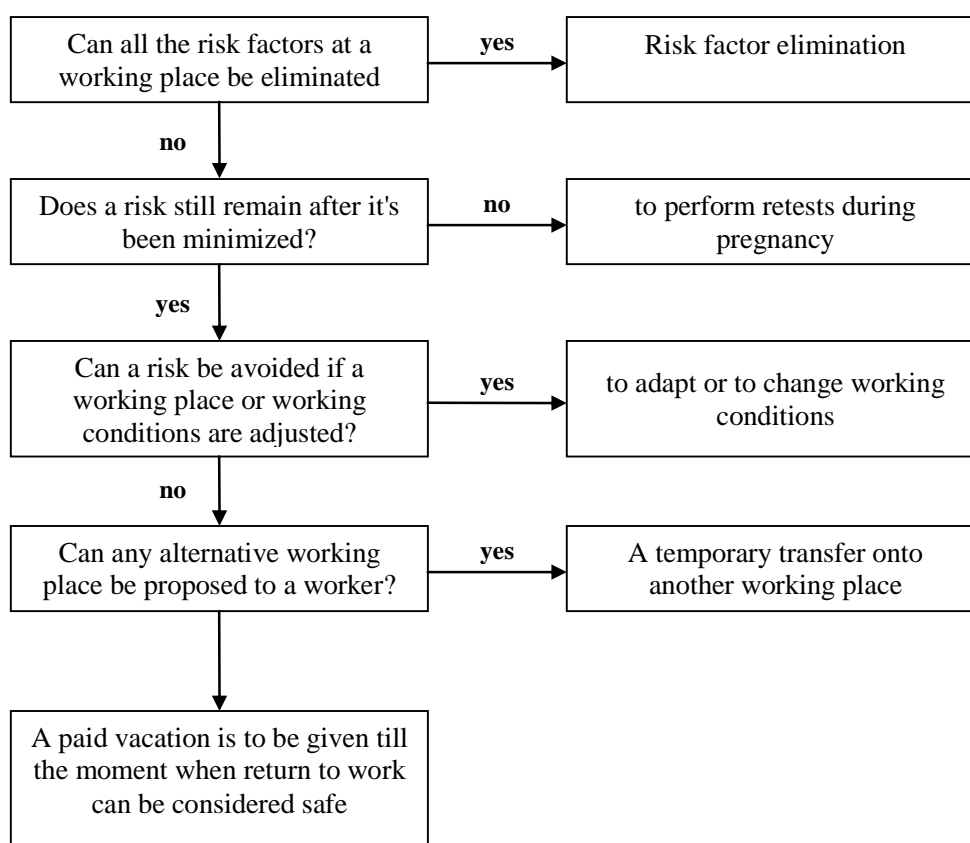 Can all the risk factors at a
working place be eliminated
yes
Risk factor elimination
no
Does a risk still remain after it's
been minimized?
no
to perform retests during
pregnancy
yes
Can a risk be avoided if a
working place or working
conditions are adjusted?
yes
to adapt or to change working
conditions
no
Can any alternative working
place be proposed to a worker?
yes
A temporary transfer onto
another working place
A paid vacation is to be given till
the moment when return to work
can be considered safe